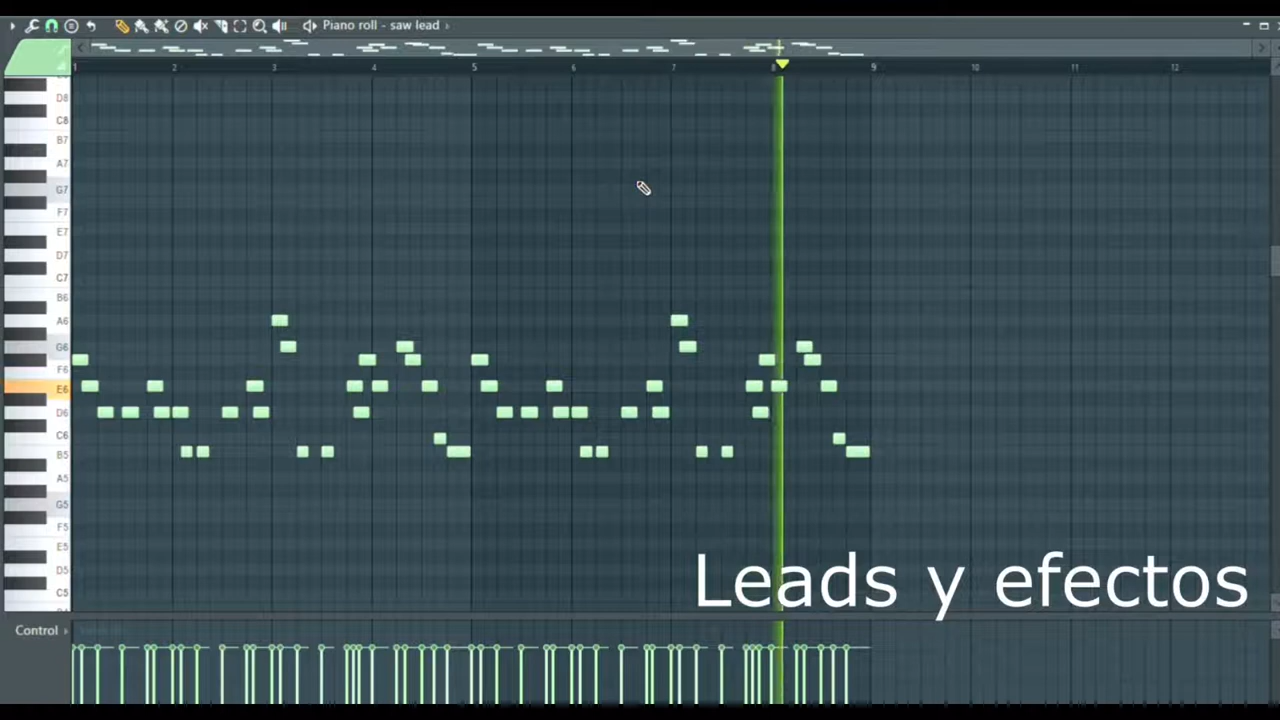 Piano roll - saw lead
1 2 3 4 5 6 7 8 9 10 11 12
D8
C8
B7
A7
G7
F7
E7
D7
C7
B6
A6
G6
F6
E6
D6
C6
B5
A5
G5
F5
E5
D5
C5
Leads y efectos
Control